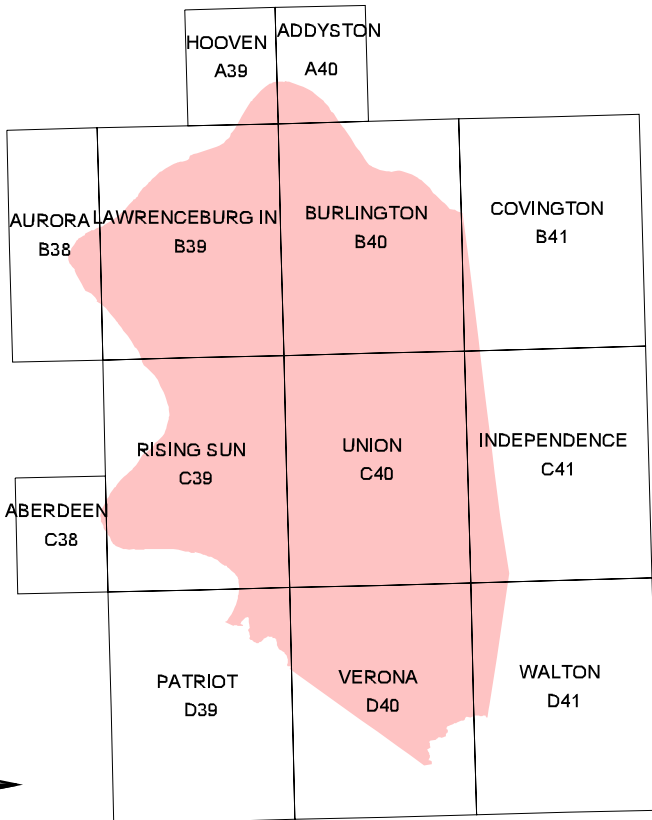 HOOVEN
A39
ADDYSTON
A40
AURORA
B38
LAWRENCEBURG IN
B39
BURLINGTON
B40
COVINGTON
B41
RISING SUN
C39
UNION
C40
INDEPENDENCE
C41
ABERDEEN
C38
PATRIOT
D39
VERONA
D40
WALTON
D41